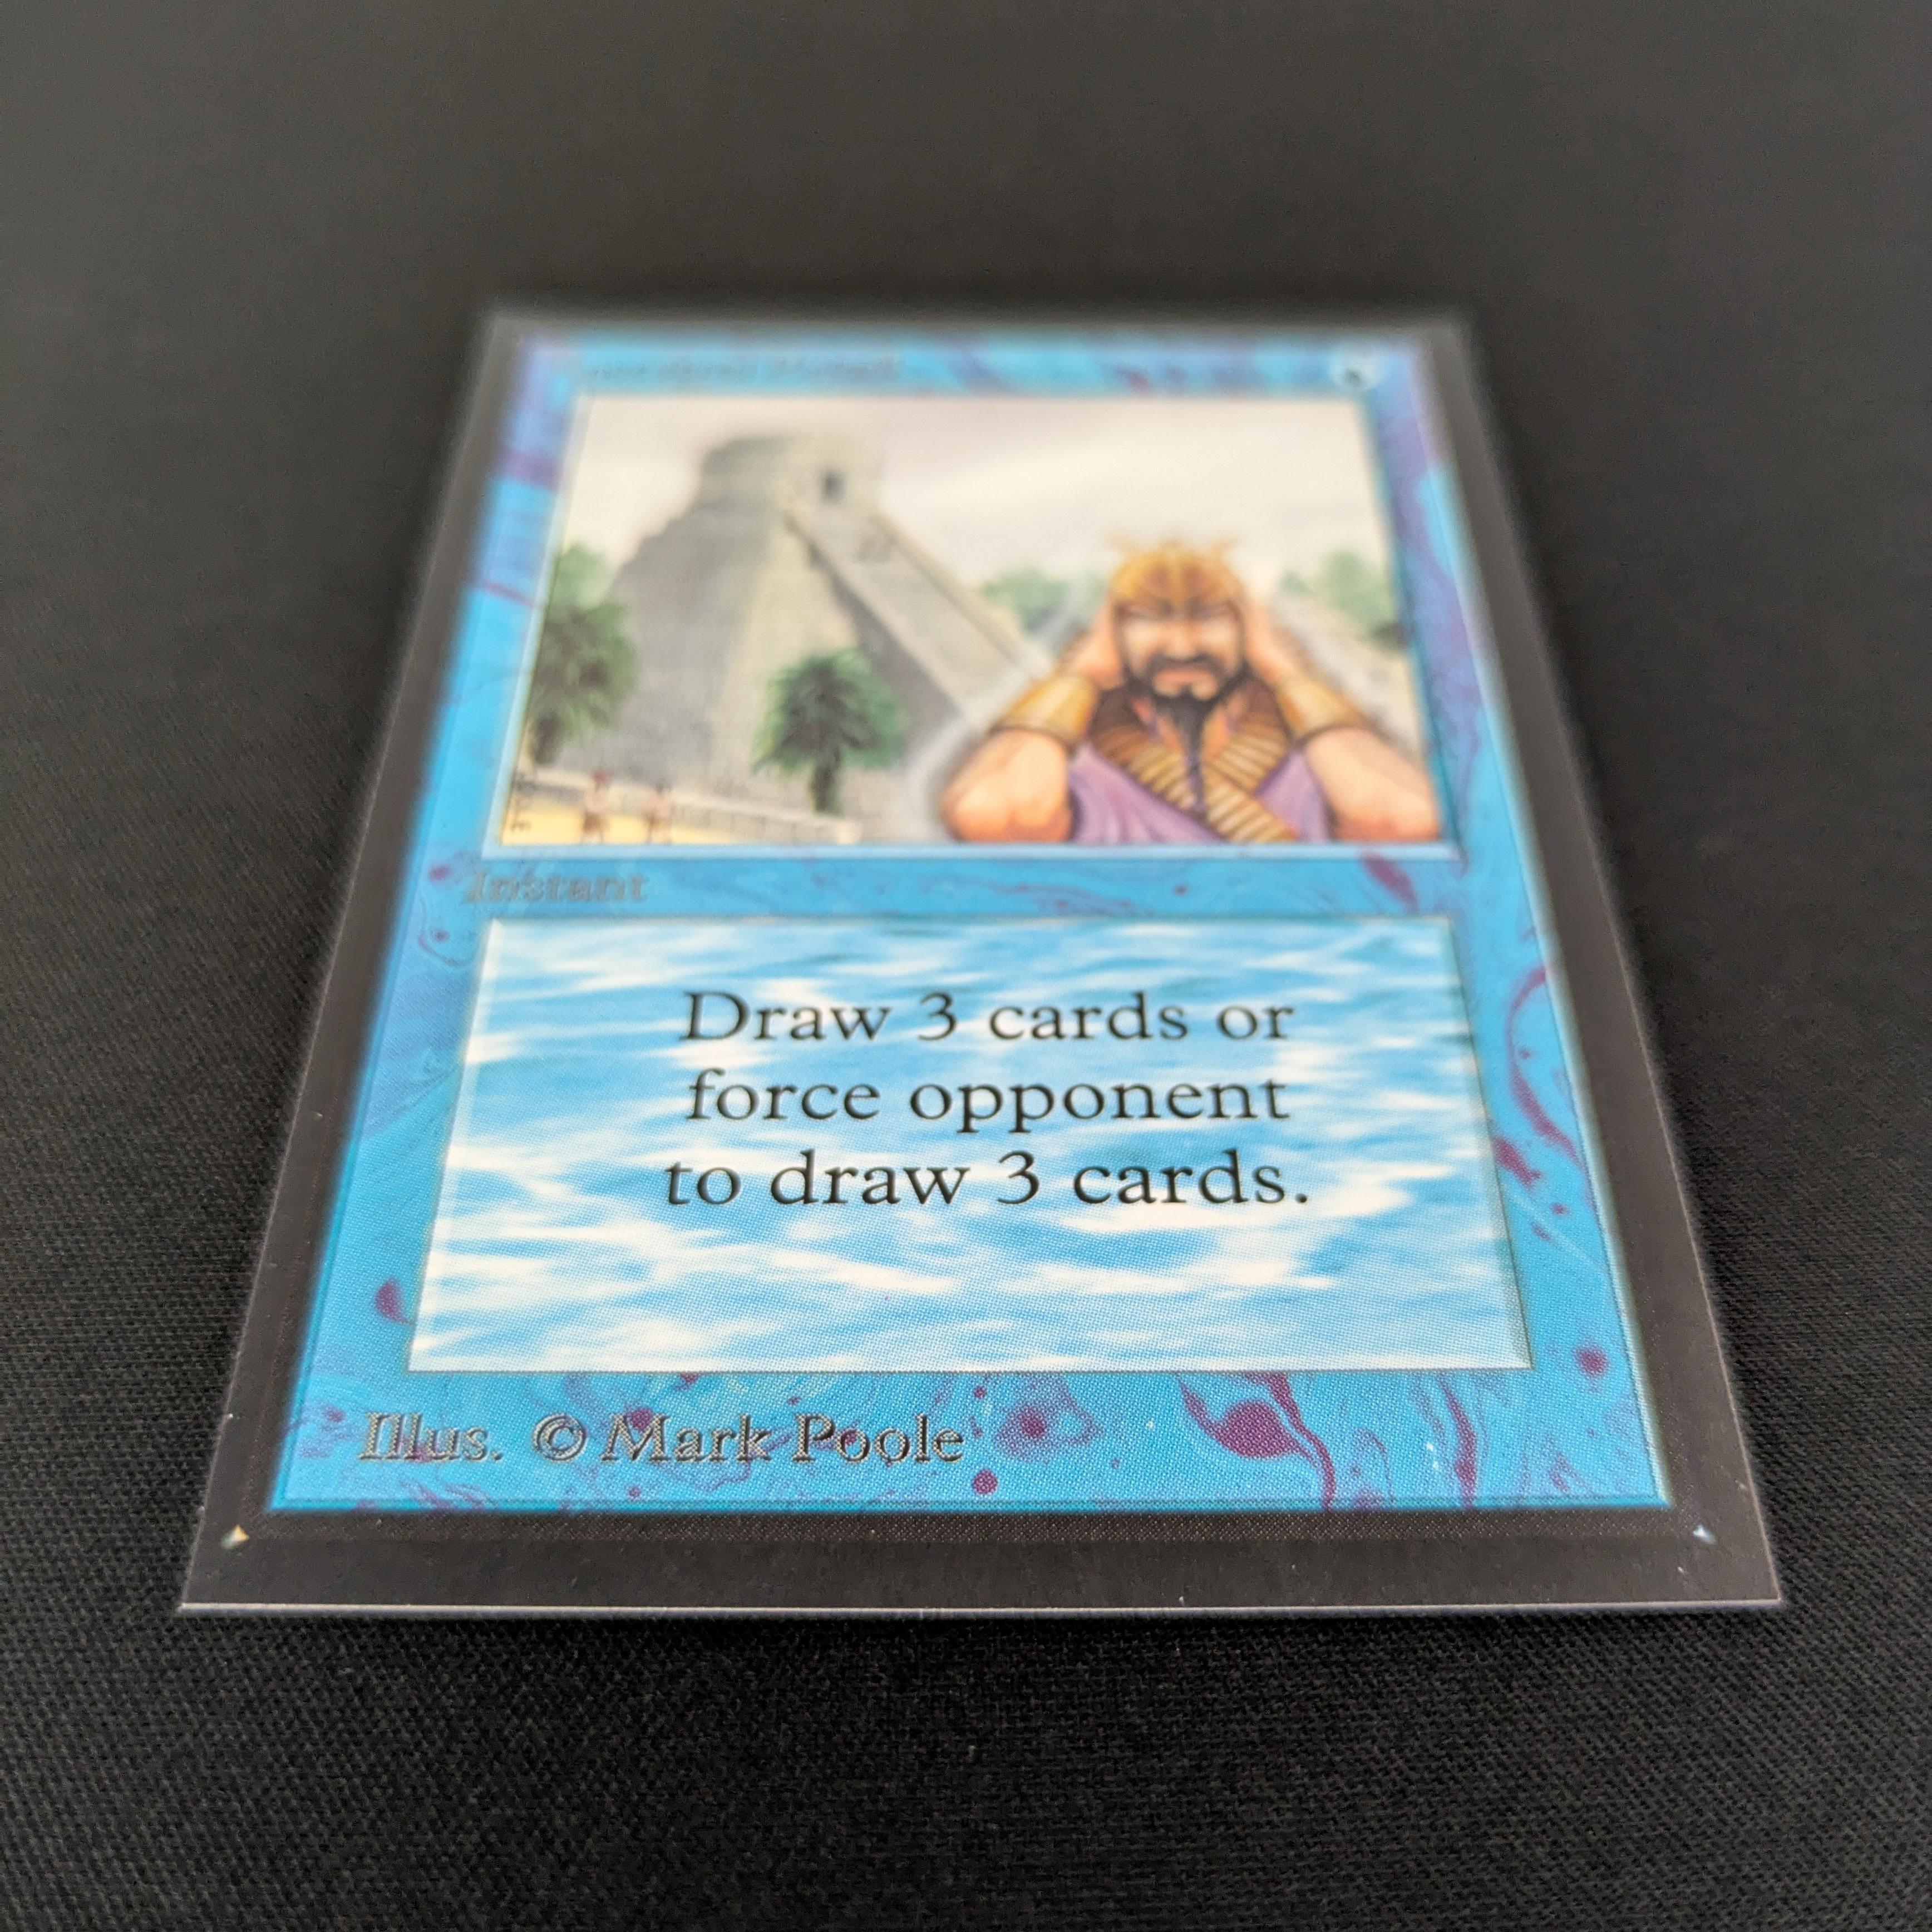 Instant
Draw 3 cards or
force opponent
to draw 3 cards.
Illus. © Mark Poole